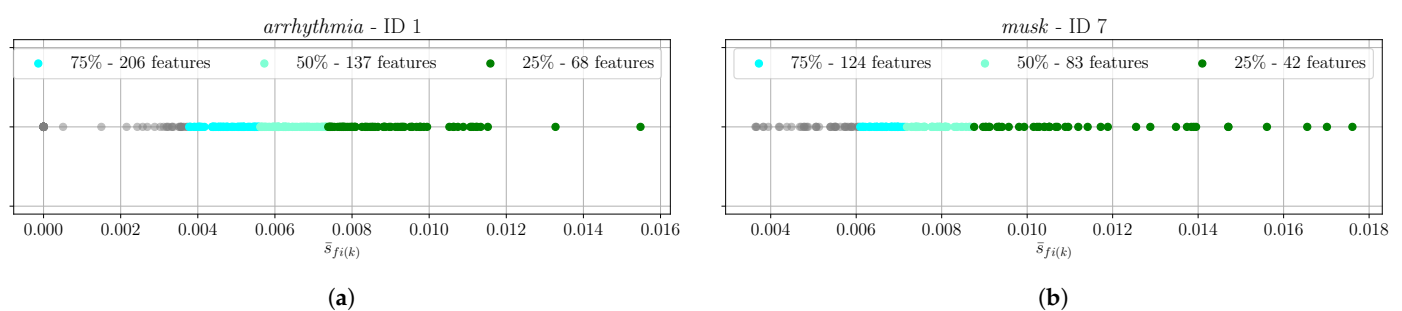 arrhythmia - ID 1
75% - 206 features 50% - 137 features 25% - 68 features
0.000 0.002 0.004 0.006 0.008 0.010 0.012 0.014 0.016
s̄fi(k)
(a)
musk - ID 7
75% - 124 features 50% - 83 features 25% - 42 features
0.004 0.006 0.008 0.010 0.012 0.014 0.016 0.018
s̄fi(k)
(b)